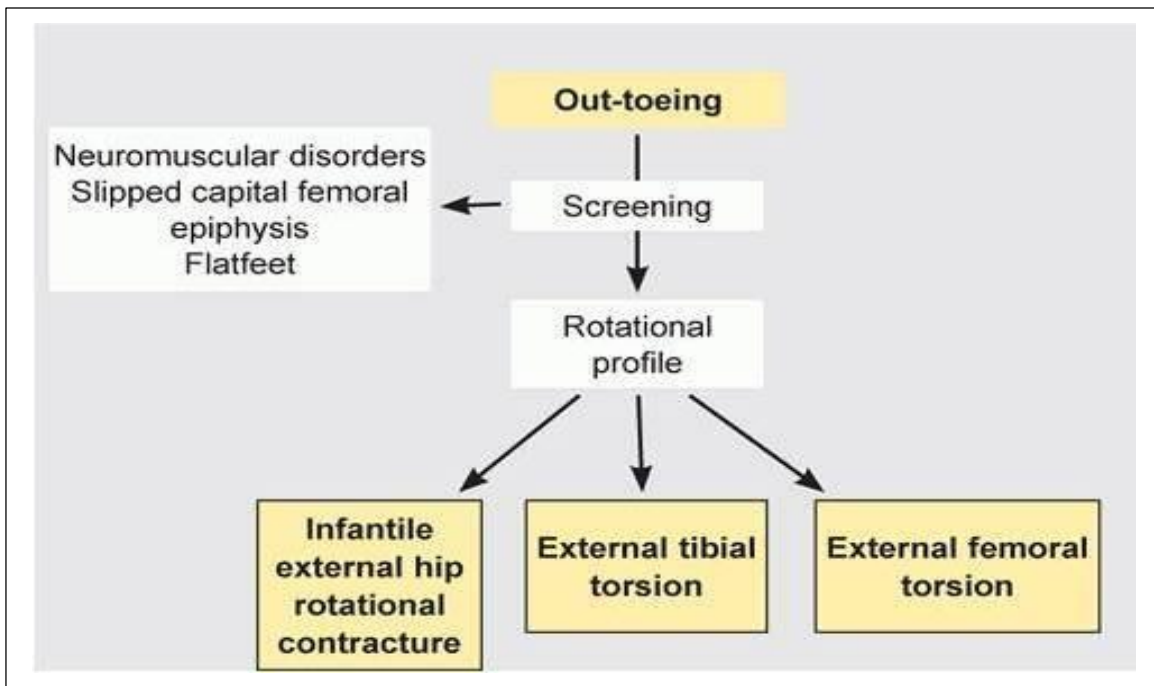 Out-toeing
Neuromuscular disorders
Slipped capital femoral
epiphysis
Flatfeet
Screening
Rotational
profile
Infantile
external hip
rotational
contracture
External tibial
torsion
External femoral
torsion